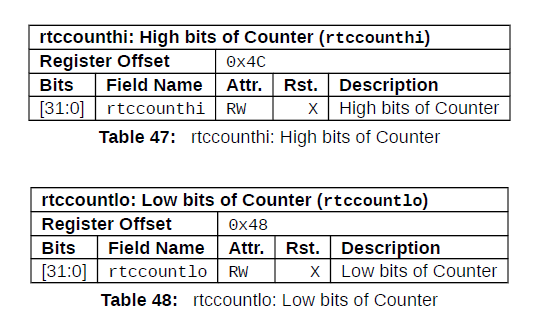 rtccounthi: High bits of Counter (rtccounthi)
Register Offset 0x4C
Bits Field Name Attr. Rst. Description
[31:0] rtccounthi RW X High bits of Counter
Table 47: rtccounthi: High bits of Counter
rtccountlo: Low bits of Counter (rtccountlo)
Register Offset 0x48
Bits Field Name Attr. Rst. Description
[31:0] rtccountlo RW X Low bits of Counter
Table 48: rtccountlo: Low bits of Counter